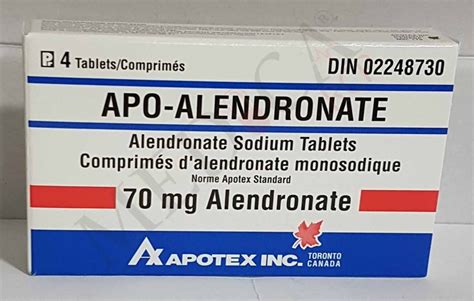 Pr 4 Tablets/Comprimés
DIN 02248730
APO-ALENDRONATE
Alendronate Sodium Tablets
Comprimés d'alendronate monosodique
Norme Apotex Standard
70 mg Alendronate
APOTEX INC. TORONTO
CANADA